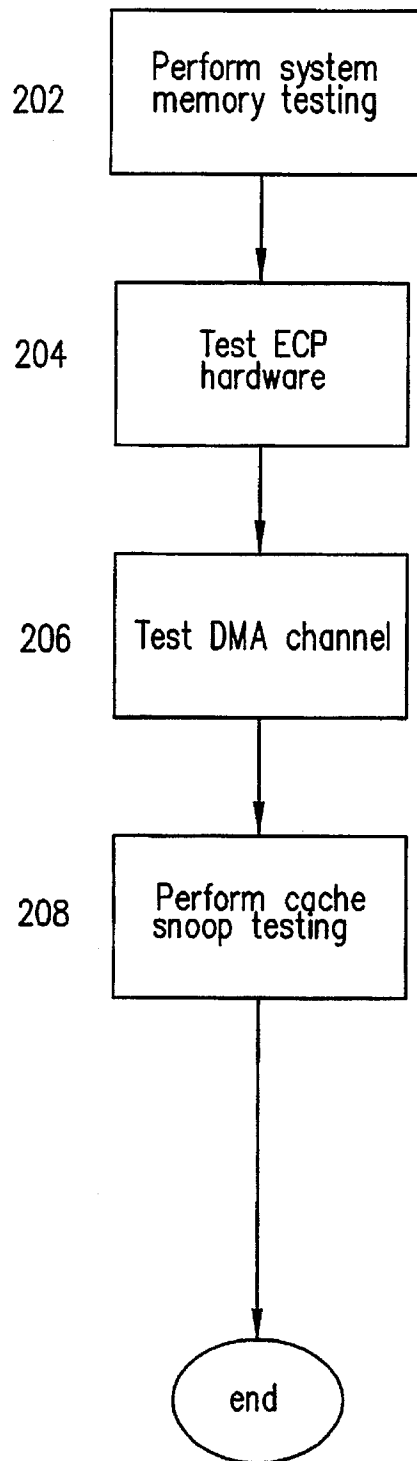 202
Perform system
memory testing
204
Test ECP
hardware
206
Test DMA channel
208
Perform cache
snoop testing
end